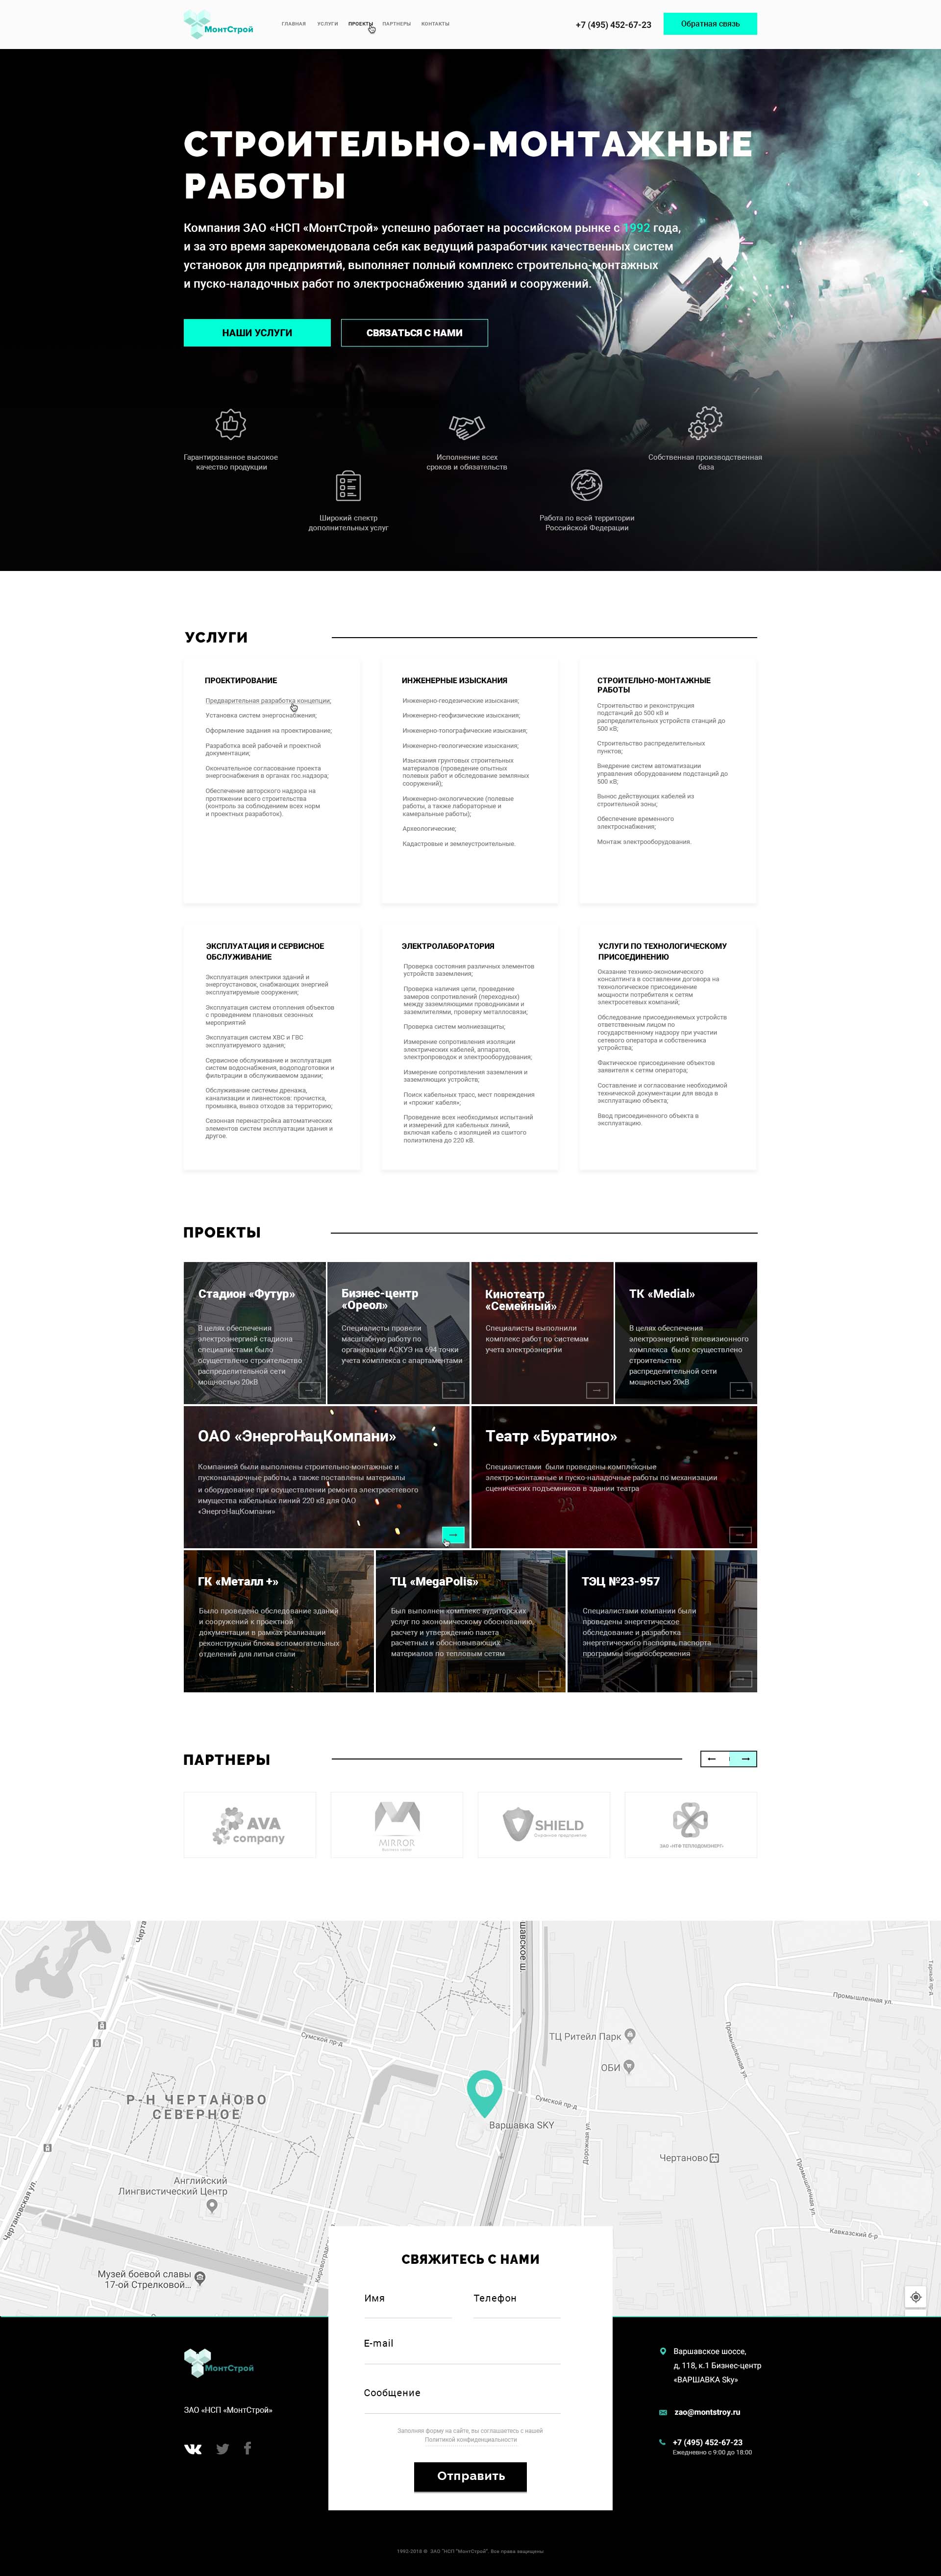 МонтСтрой
ГЛАВНАЯ
УСЛУГИ
ПРОЕКТЫ
ПАРТНЕРЫ
КОНТАКТЫ
+7 (495) 452-67-23
Обратная связь
СТРОИТЕЛЬНО-МОНТАЖНЫЕ
РАБОТЫ
Компания ЗАО «НСП «МонтСтрой» успешно работает на российском рынке с 1992 года,
и за это время зарекомендовала себя как ведущий разработчик качественных систем
установок для предприятий, выполняет полный комплекс строительно-монтажных
и пуско-наладочных работ по электроснабжению зданий и сооружений.
НАШИ УСЛУГИ
СВЯЗАТЬСЯ С НАМИ
Гарантированное высокое
качество продукции
Исполнение всех
сроков и обязательств
Собственная производственная
база
Широкий спектр
дополнительных услуг
Работа по всей территории
Российской Федерации
УСЛУГИ
ПРОЕКТИРОВАНИЕ
Предварительная разработка концепции;
Установка систем энергоснабжения;
Оформление задания на проектирование;
Разработка всей рабочей и проектной
документации;
Окончательное согласование проекта
энергоснабжения в органах гос.надзора;
Обеспечение авторского надзора на
протяжении всего строительства
(контроль за соблюдением всех норм
и проектных разработок).
ИНЖЕНЕРНЫЕ ИЗЫСКАНИЯ
Инженерно-геодезические изыскания;
Инженерно-геофизические изыскания;
Инженерно-топографические изыскания;
Инженерно-геологические изыскания;
Изыскания грунтовых строительных
материалов (проведение опытных
полевых работ и обследование земляных
сооружений);
Инженерно-экологические (полевые
работы, а также лабораторные и
камеральные работы);
Археологические;
Кадастровые и землеустроительные.
СТРОИТЕЛЬНО-МОНТАЖНЫЕ
РАБОТЫ
Строительство и реконструкция
подстанций до 500 кВ и
распределительных устройств станций до
500 кВ;
Строительство распределительных
пунктов;
Внедрение систем автоматизации
управления оборудованием подстанций до
500 кВ;
Вынос действующих кабелей из
строительной зоны;
Обеспечение временного
электроснабжения;
Монтаж электрооборудования.
ЭКСПЛУАТАЦИЯ И СЕРВИСНОЕ
ОБСЛУЖИВАНИЕ
Эксплуатация электрики зданий и
энергоустановок, снабжающих энергией
эксплуатируемые сооружения;
Эксплуатация систем отопления объектов
с проведением плановых сезонных
мероприятий
Эксплуатация систем ХВС и ГВС
эксплуатируемого здания;
Сервисное обслуживание и эксплуатация
систем водоснабжения, водоподготовки и
фильтрации в обслуживаемом здании;
Обслуживание системы дренажа,
канализации и ливнестоков: прочистка,
промывка, вывоз отходов за территорию;
Сезонная перенастройка автоматических
элементов систем эксплуатации здания и
другое.
ЭЛЕКТРОЛАБОРАТОРИЯ
Проверка состояния различных элементов
устройств заземления;
Проверка наличия цепи, проведение
замеров сопротивлений (переходных)
между заземляющими проводниками и
заземлителями, проверку металлосвязи;
Проверка систем молниезащиты;
Измерение сопротивления изоляции
электрических кабелей, аппаратов,
электропроводок и электрооборудования;
Измерение сопротивления заземления и
заземляющих устройств;
Поиск кабельных трасс, мест повреждения
и «прожиг кабеля»;
Проведение всех необходимых испытаний
и измерений для кабельных линий,
включая кабель с изоляцией из сшитого
полиэтилена до 220 кВ.
УСЛУГИ ПО ТЕХНОЛОГИЧЕСКОМУ
ПРИСОЕДИНЕНИЮ
Оказание технико-экономического
консалтинга в составлении договора на
технологическое присоединение
мощности потребителя к сетям
электросетевых компаний;
Обследование присоединяемых устройств
ответственным лицом по
государственному надзору при участии
сетевого оператора и собственника
устройства;
Фактическое присоединение объектов
заявителя к сетям оператора;
Составление и согласование необходимой
технической документации для ввода в
эксплуатацию объекта;
Ввод присоединенного объекта в
эксплуатацию.
ПРОЕКТЫ
Стадион «Футур»
В целях обеспечения
электроэнергией стадиона
специалистами было
осуществлено строительство
распределительной сети
мощностью 20кВ
Бизнес-центр
«Ореол»
Специалисты провели
масштабную работу по
организации АСКУЭ на 694 точки
учета комплекса с апартаментами
Кинотеатр
«Семейный»
Специалисты выполнили
комплекс работ по системам
учета электроэнергии
ТК «Medial»
В целях обеспечения
электроэнергией телевизионного
комплекса было осуществлено
строительство
распределительной сети
мощностью 20кВ
ОАО «ЭнергоНацКомпани»
Компанией были выполнены строительно-монтажные и
пусконаладочные работы, а также поставлены материалы
и оборудование при осуществлении ремонта электросетевого
имущества кабельных линий 220 кВ для ОАО
«ЭнергоНацКомпани»
Театр «Буратино»
Специалистами были проведены комплексные
электро-монтажные и пуско-наладочные работы по механизации
сценических подъемников в здании театра
23
ГК «Металл +»
Было проведено обследование зданий
и сооружений к проектной
документации в рамках реализации
реконструкции блока вспомогательных
отделений для литья стали
ТЦ «MegaPolis»
Был выполнен комплекс аудиторских
услуг по экономическому обоснованию,
расчету и утверждению пакета
расчетных и обосновывающих
материалов по тепловым сетям
ТЭЦ №23-957
Специалистами компании были
проведены энергетическое
обследование и разработка
энергетического паспорта, паспорта
программы энергосбережения
ПАРТНЕРЫ
AVA
company
MIRROR
SHIELD
Черта
шавское ш.
Тарный пр-д
Промышленная ул.
Сумской пр-д
ТЦ Ритейл Парк
Промышленная ул.
ОБИ
Р-Н ЧЕРТАНОВО
СЕВЕРНОЕ
Сумской пр-д
Варшавка SKY
Дорожная ул.
Чертаново
Английский
Лингвистический Центр
Промышленная ул.
Чертановская ул.
Кавказский б-р
Кировоград
Музей боевой славы
17-ой Стрелковой...
СВЯЖИТЕСЬ С НАМИ
Имя
Телефон
E-mail
Сообщение
Заполняя форму на сайте, вы соглашаетесь с нашей
Политикой конфиденциальности
Отправить
МонтСтрой
ЗАО «НСП «МонтСтрой»
Варшавское шоссе,
д, 118, к.1 Бизнес-центр
«ВАРШАВКА Sky»
zao@montstroy.ru
+7 (495) 452-67-23
Ежедневно с 9:00 до 18:00
1992-2018 © ЗАО "НСП "МонтСтрой". Все права защищены